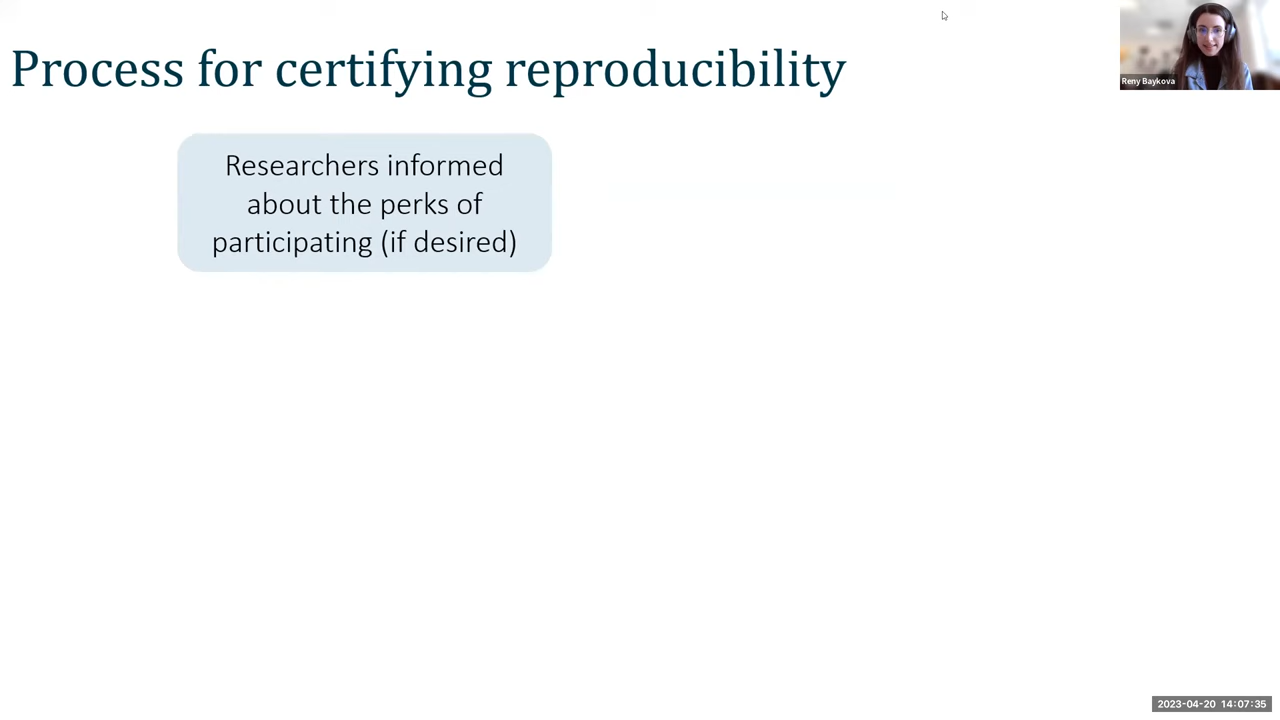 Process for certifying reproducibility
Reny Baykova
Researchers informed
about the perks of
participating (if desired)
2023-04-20 14:07:35